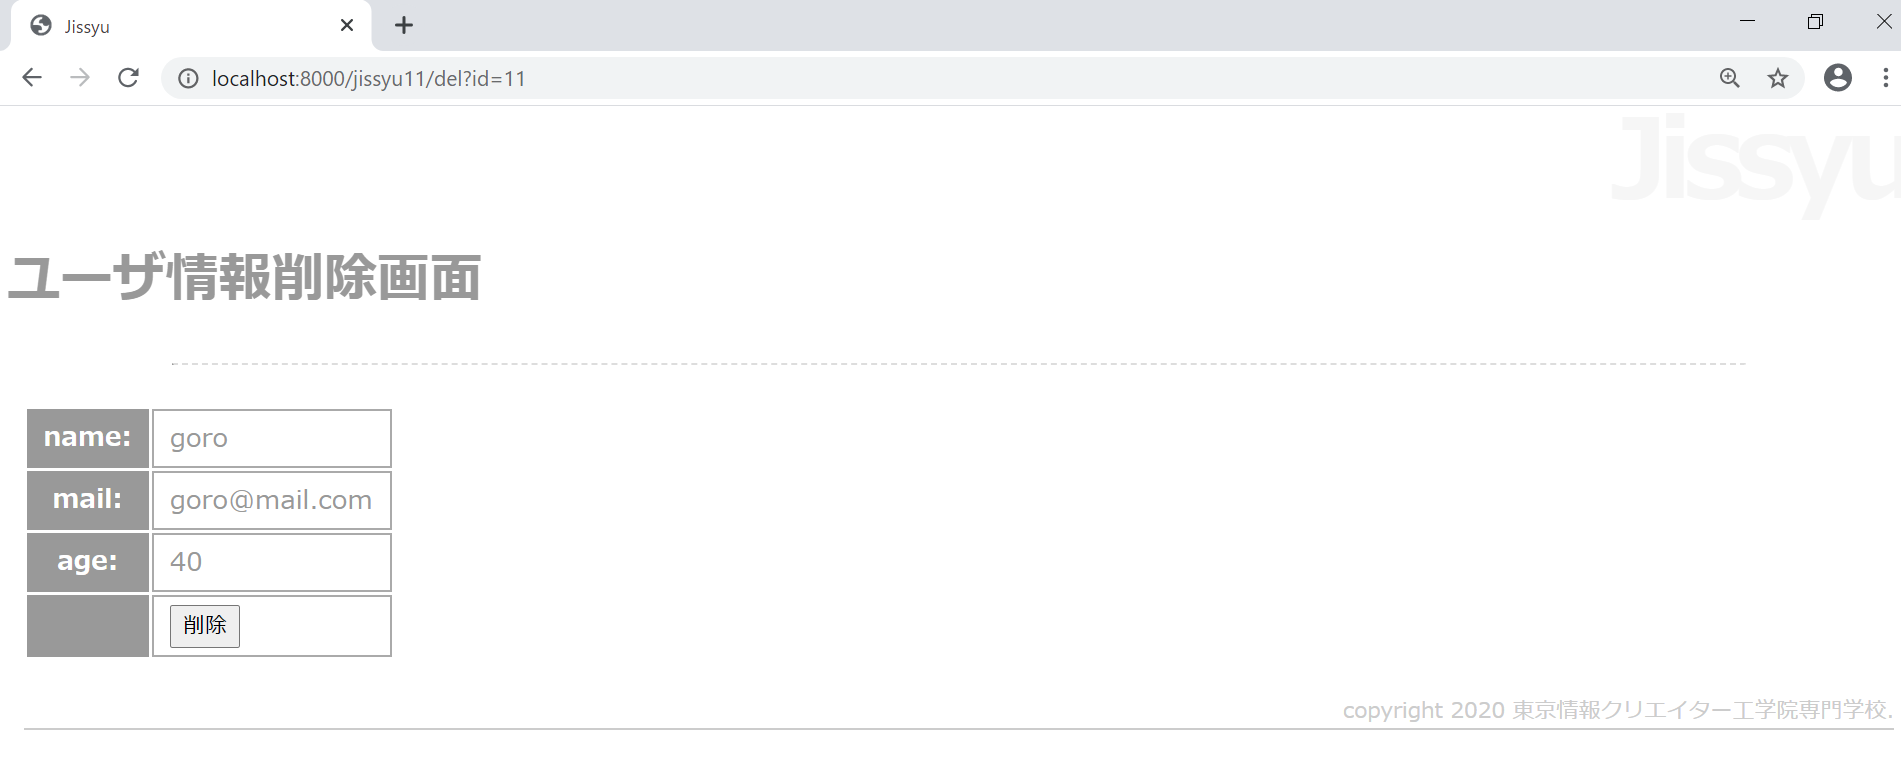 Jissyu
localhost:8000/jissyu11/del?id=11
Jissyu
ユーザ情報削除画面
name: goro
mail: goro@mail.com
age: 40
削除
copyright 2020 東京情報クリエイター工学院専門学校.